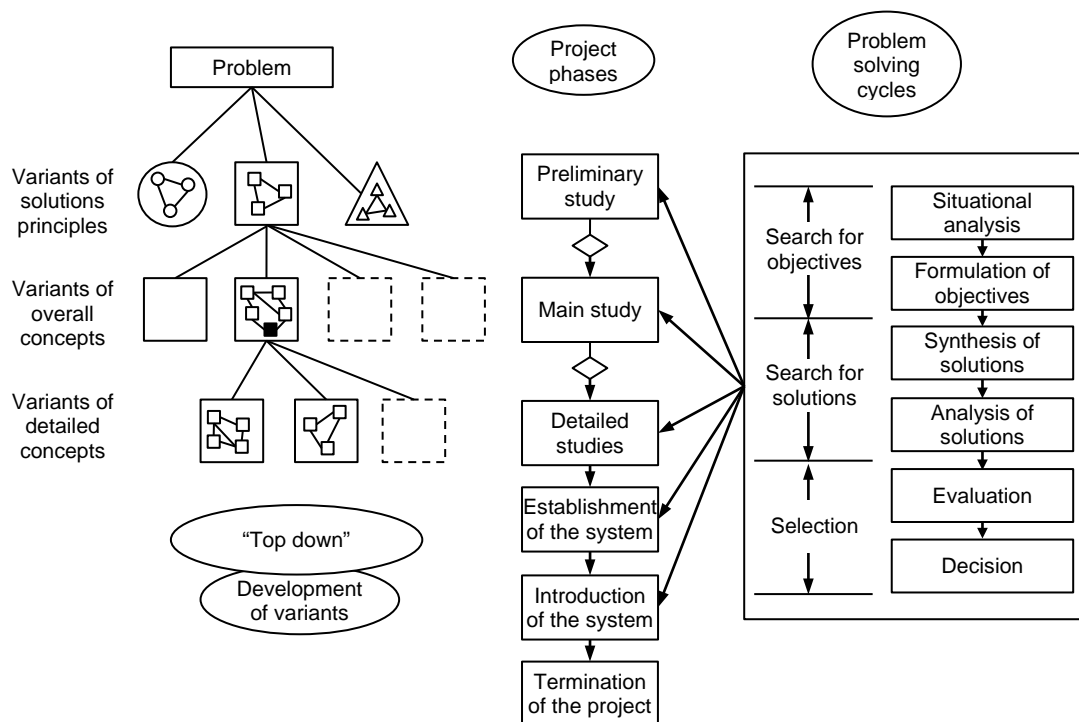 Problem
Variants of
solutions
principles
Variants of
overall
concepts
Variants of
detailed
concepts
“Top down”
Development
of variants
Project
phases
Preliminary
study
Main study
Detailed
studies
Establishment
of the system
Introduction
of the system
Termination
of the project
Problem
solving
cycles
Search for
objectives
Search for
solutions
Selection
Situational
analysis
Formulation of
objectives
Synthesis of
solutions
Analysis of
solutions
Evaluation
Decision